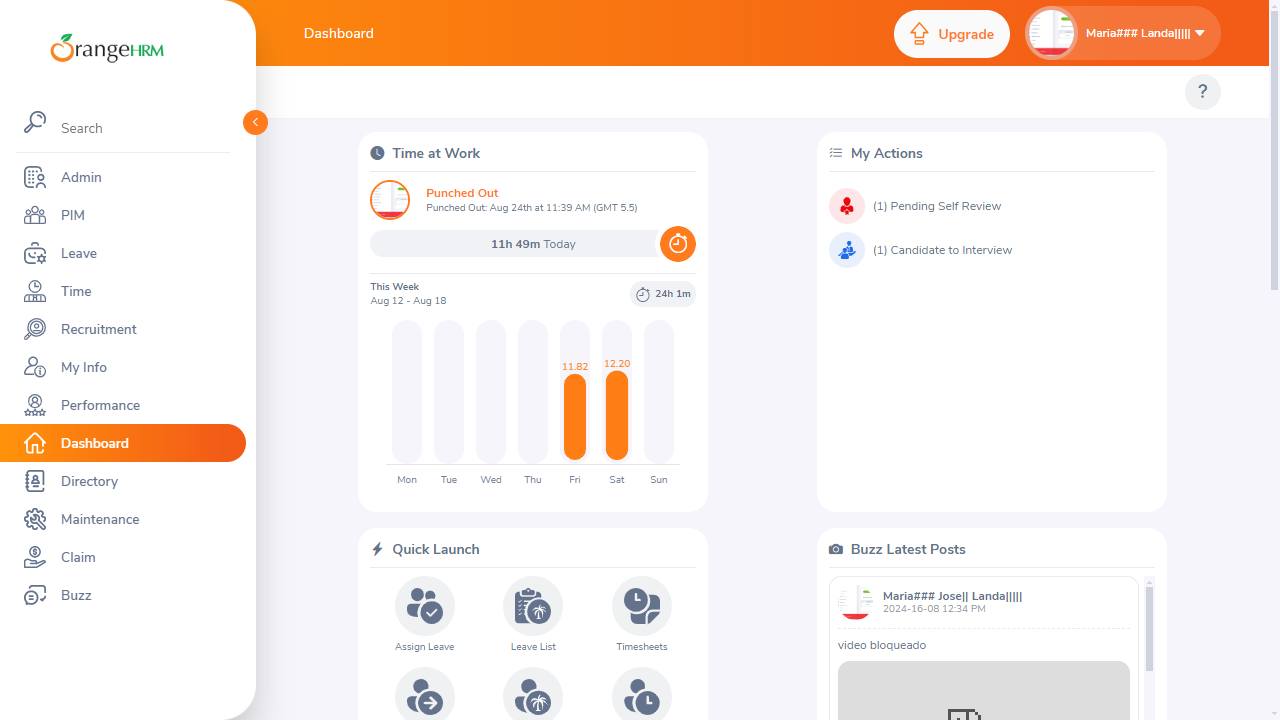 OrangeHRM
Search
Admin
PIM
Leave
Time
Recruitment
My Info
Performance
Dashboard
Directory
Maintenance
Claim
Buzz
Dashboard
Upgrade
Maria### Landa|||||
?
Time at Work
Punched Out
Punched Out: Aug 24th at 11:39 AM (GMT 5.5)
11h 49m Today
This Week
Aug 12 - Aug 18
24h 1m
11.82
12.20
Mon Tue Wed Thu Fri Sat Sun
My Actions
(1) Pending Self Review
(1) Candidate to Interview
Quick Launch
Assign Leave
Leave List
Timesheets
Buzz Latest Posts
Maria### Jose|| Landa|||||
2024-16-08 12:34 PM
video bloqueado